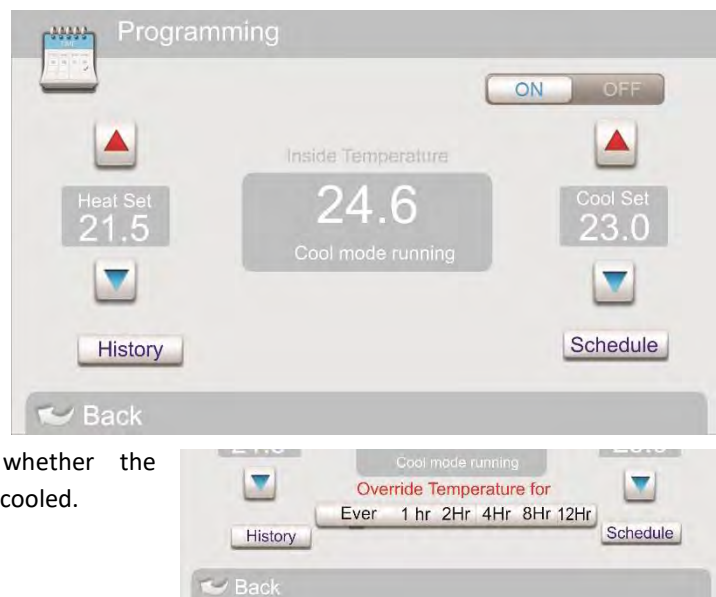 Programming
ON OFF
Inside Temperature
Heat Set
21.5
24.6
Cool mode running
Cool Set
23.0
History
Schedule
Back
whether the
cooled.
Cool mode running
Override Temperature for
Ever 1 hr 2Hr 4Hr 8Hr 12Hr
History
Schedule
Back